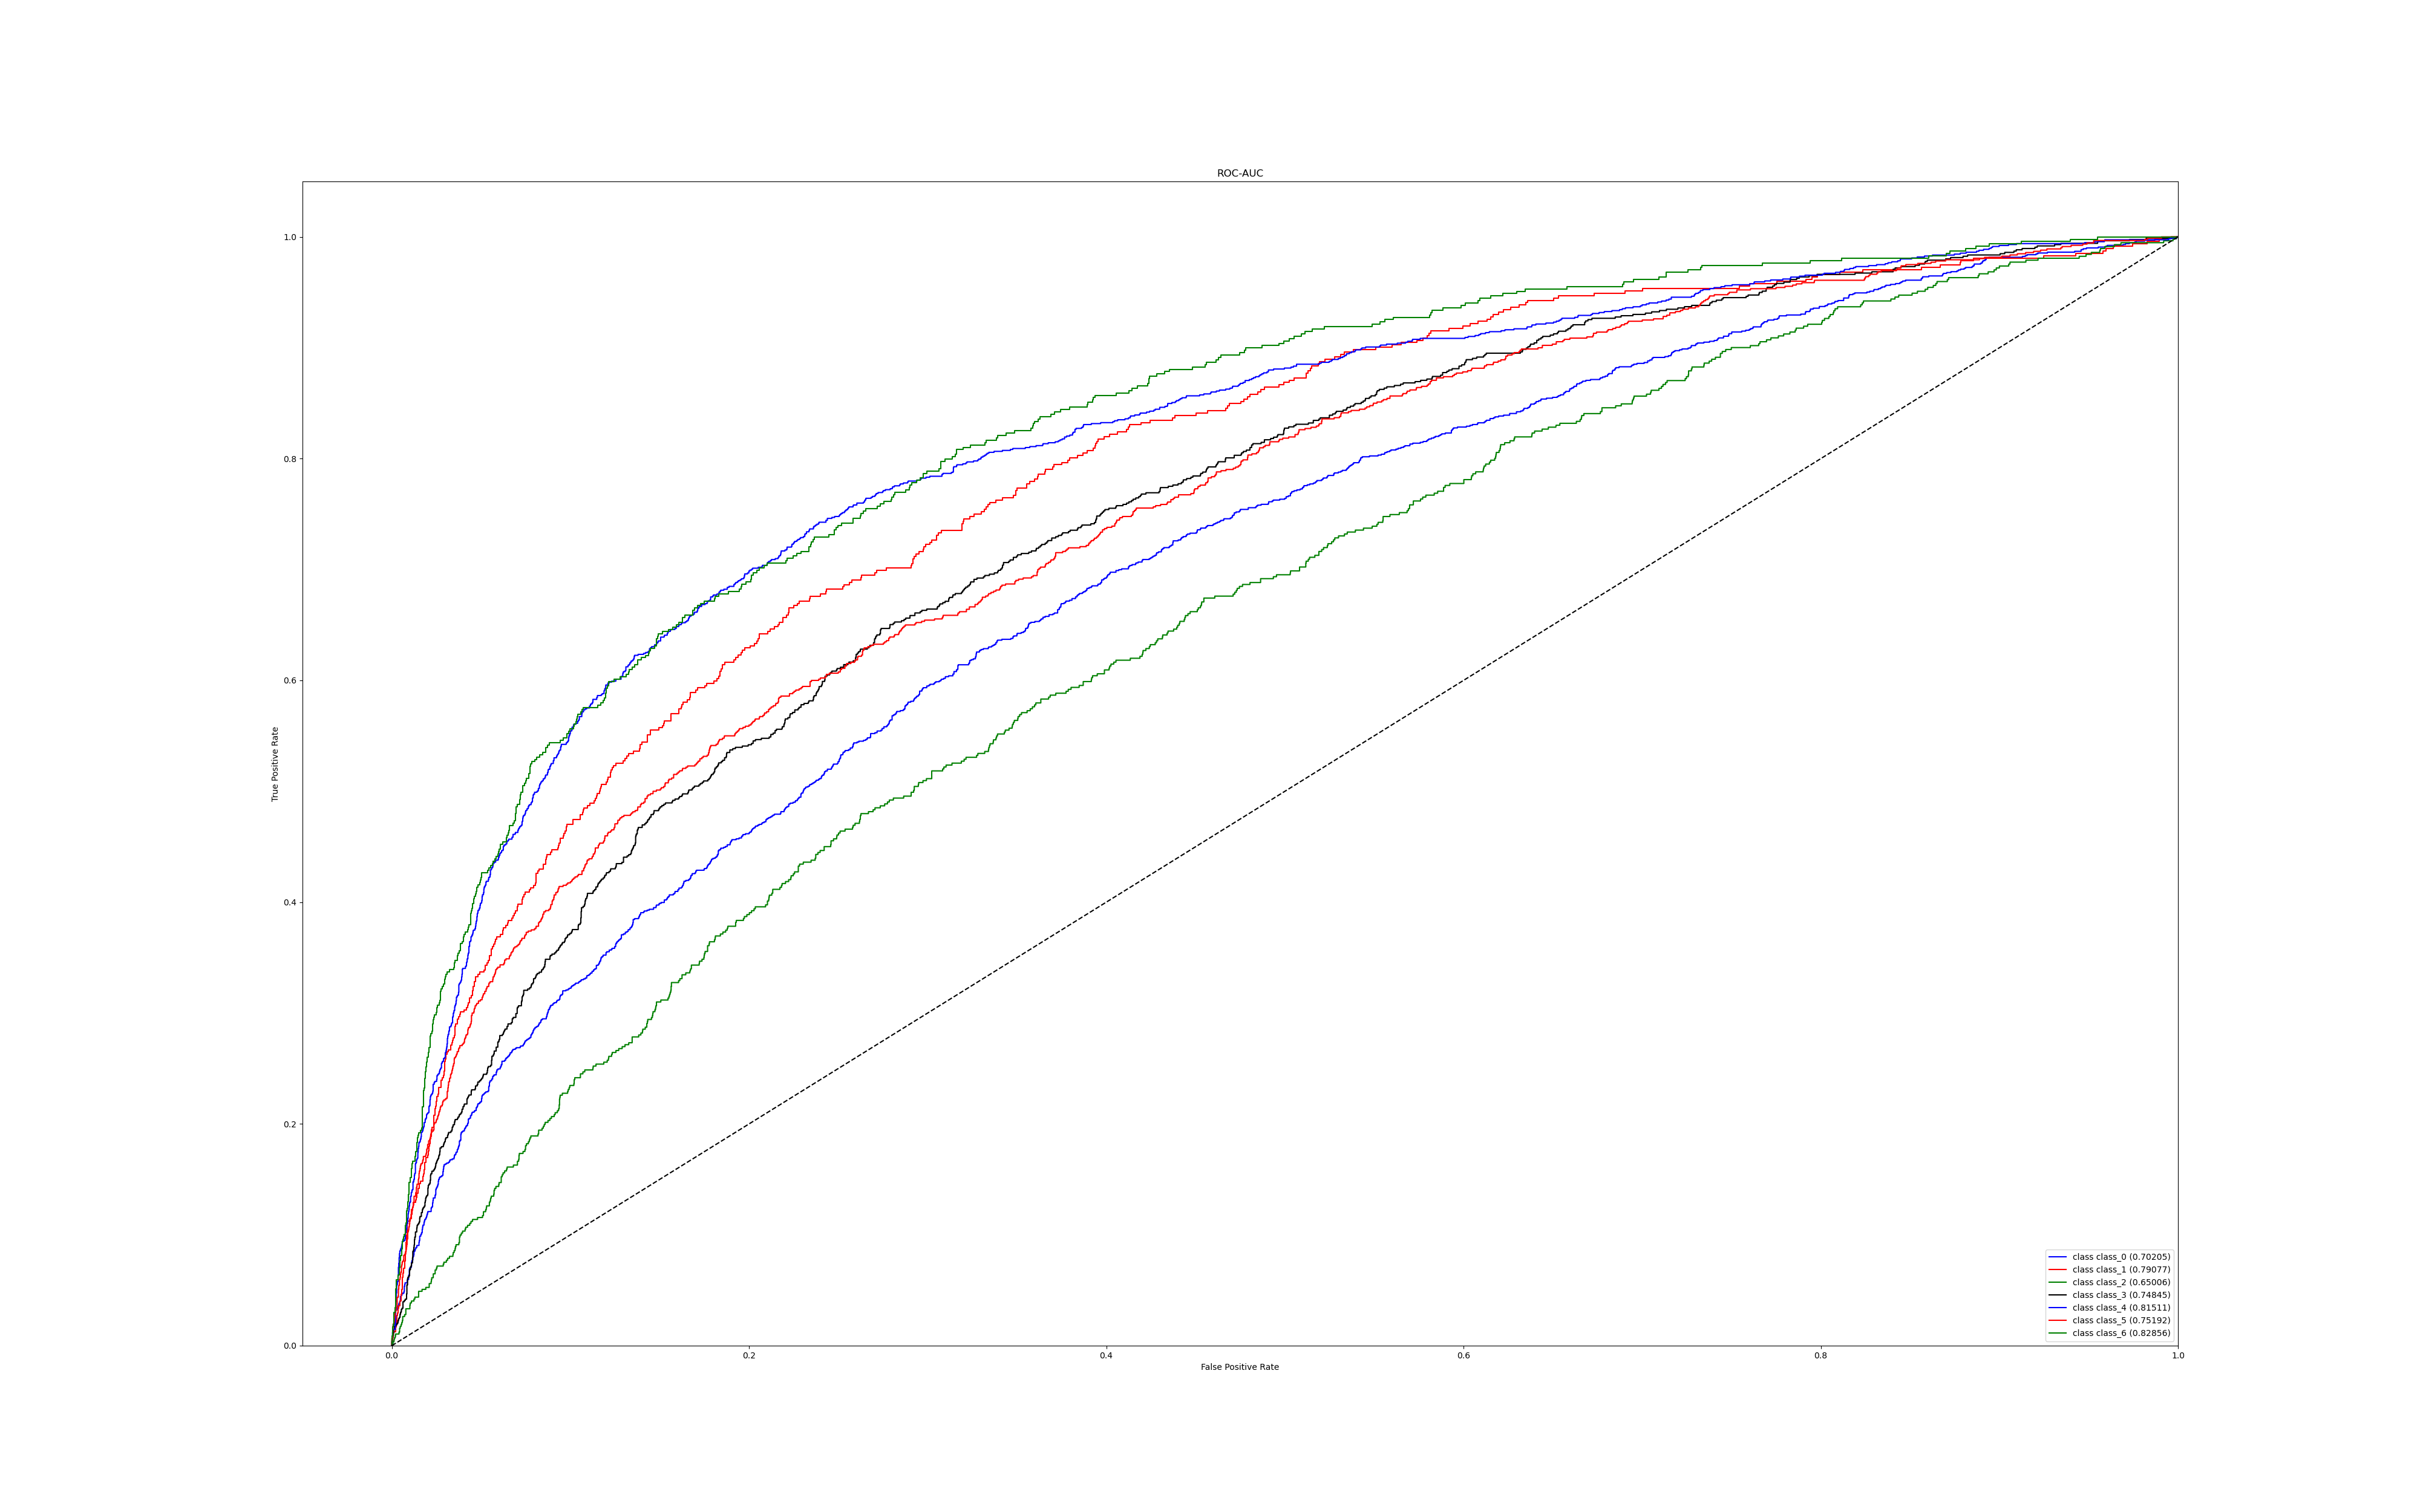 ROC-AUC
1.0
0.8
0.6
0.4
0.2
0.0
True Positive Rate
0.0 0.2 0.4 0.6 0.8 1.0
False Positive Rate
class class_0 (0.70205)
class class_1 (0.79077)
class class_2 (0.65006)
class class_3 (0.74845)
class class_4 (0.81511)
class class_5 (0.75192)
class class_6 (0.82856)